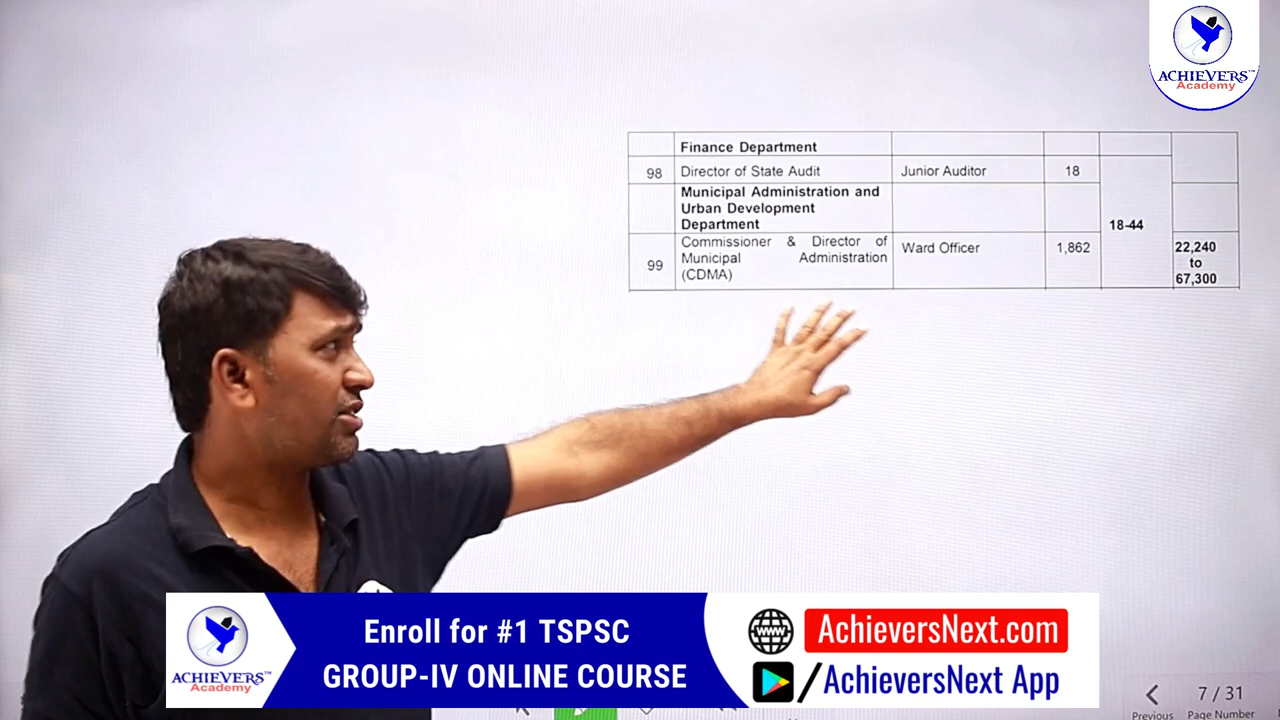 ACHIEVERS™
Academy
Finance Department
98 Director of State Audit Junior Auditor 18
Municipal Administration and
Urban Development
Department
18-44
99 Commissioner & Director of
Municipal Administration
(CDMA)
Ward Officer 1,862
22,240
to
67,300
ACHIEVERS™
Academy
Enroll for #1 TSPSC
GROUP-IV ONLINE COURSE
WWW
AchieversNext.com
/AchieversNext App
Previous
7 / 31
Page Number